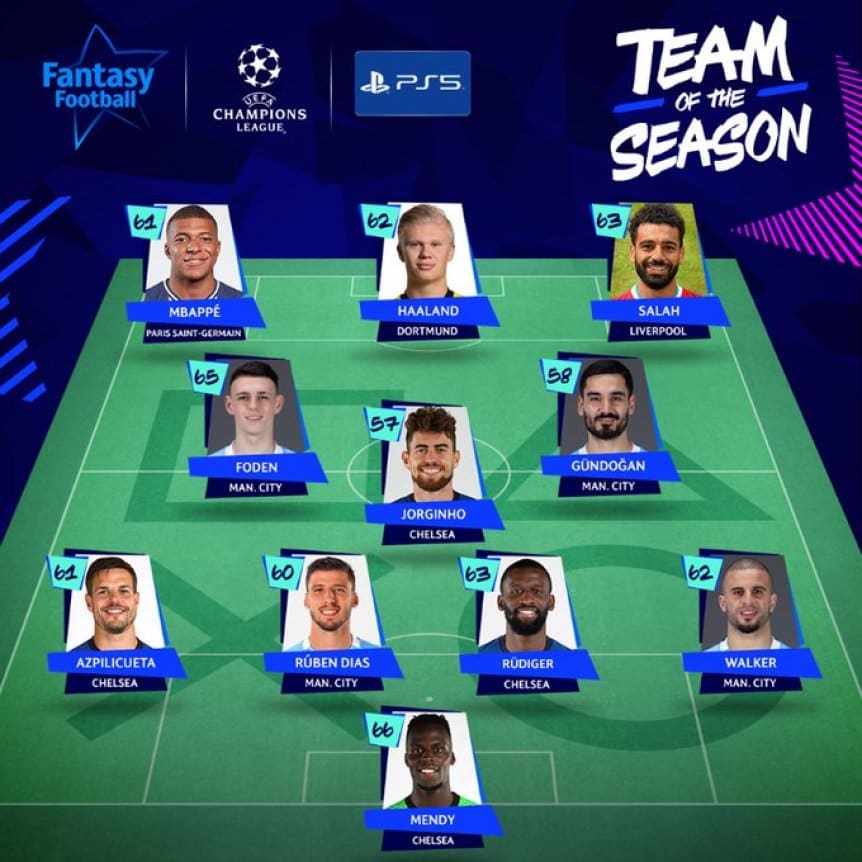 Fantasy
Football
UEFA
CHAMPIONS
LEAGUE
PS5
TEAM
OF THE
SEASON
61
MBAPPÉ
PARIS SAINT-GERMAIN
62
HAALAND
DORTMUND
63
SALAH
LIVERPOOL
65
FODEN
MAN. CITY
57
JORGINHO
CHELSEA
58
GÜNDOĞAN
MAN. CITY
61
AZPILICUETA
CHELSEA
60
RÚBEN DIAS
MAN. CITY
63
RÜDIGER
CHELSEA
62
WALKER
MAN. CITY
66
MENDY
CHELSEA